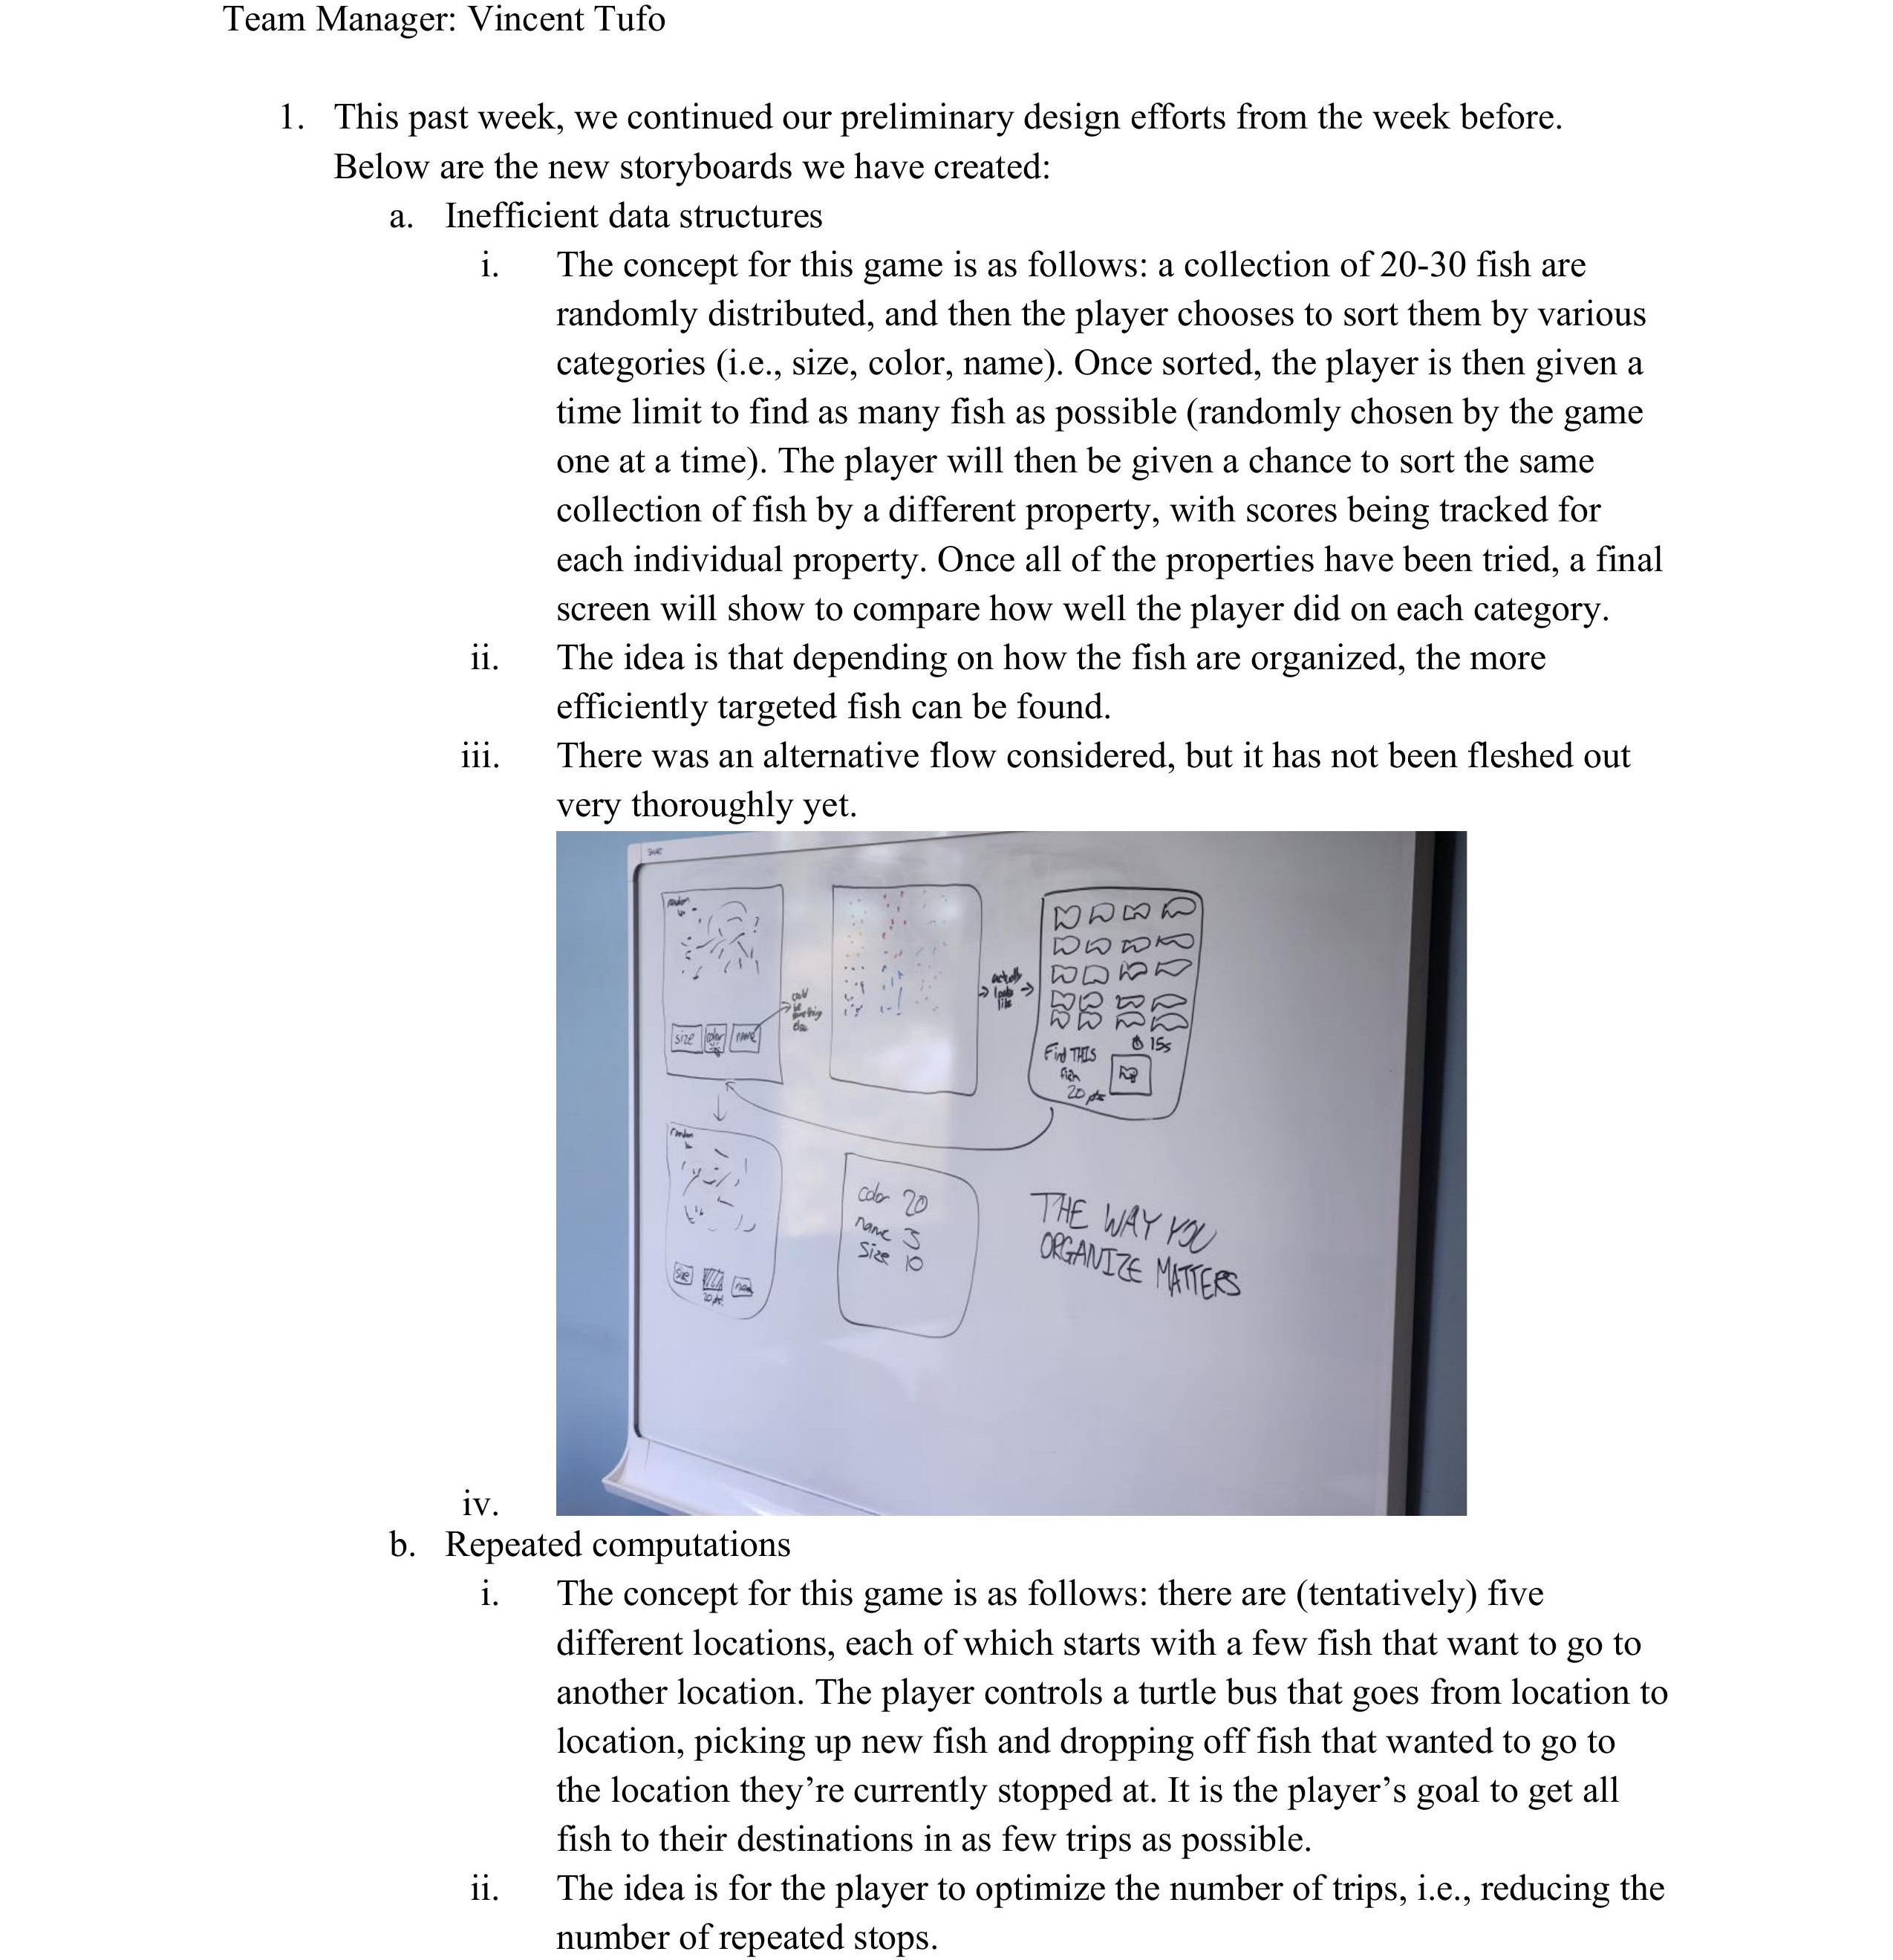 Team Manager: Vincent Tufo
1. This past week, we continued our preliminary design efforts from the week before.
Below are the new storyboards we have created:
a. Inefficient data structures
i. The concept for this game is as follows: a collection of 20-30 fish are
randomly distributed, and then the player chooses to sort them by various
categories (i.e., size, color, name). Once sorted, the player is then given a
time limit to find as many fish as possible (randomly chosen by the game
one at a time). The player will then be given a chance to sort the same
collection of fish by a different property, with scores being tracked for
each individual property. Once all of the properties have been tried, a final
screen will show to compare how well the player did on each category.
ii. The idea is that depending on how the fish are organized, the more
efficiently targeted fish can be found.
iii. There was an alternative flow considered, but it has not been fleshed out
very thoroughly yet.
SMART
random
size color name
could
be
something
else
actually
looks
like
15s
Find THIS
fish
20 pts
random
size name
20 pts
color 20
name 5
size 10
THE WAY YOU
ORGANIZE MATTERS
iv.
b. Repeated computations
i. The concept for this game is as follows: there are (tentatively) five
different locations, each of which starts with a few fish that want to go to
another location. The player controls a turtle bus that goes from location to
location, picking up new fish and dropping off fish that wanted to go to
the location they’re currently stopped at. It is the player’s goal to get all
fish to their destinations in as few trips as possible.
ii. The idea is for the player to optimize the number of trips, i.e., reducing the
number of repeated stops.